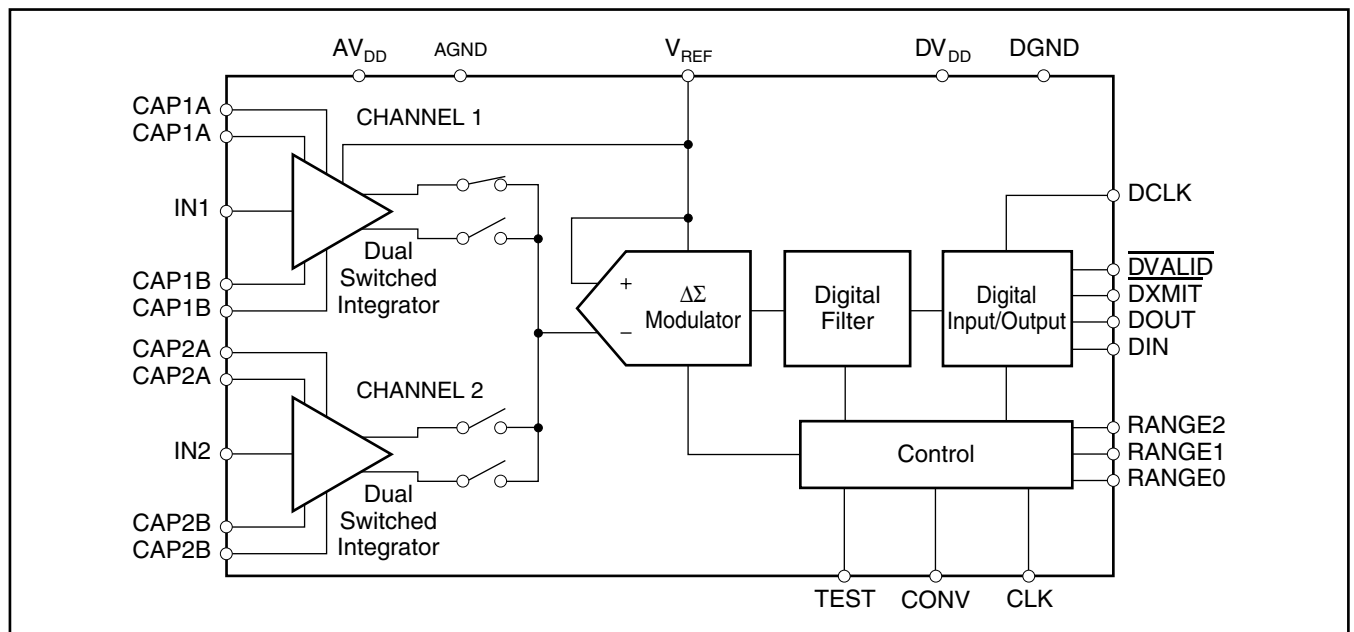 AVDD
AGND
VREF
DVDD
DGND
CAP1A
CAP1A
CHANNEL 1
IN1
Dual
Switched
Integrator
CAP1B
CAP1B
CAP2A
CAP2A
CHANNEL 2
IN2
Dual
Switched
Integrator
CAP2B
CAP2B
+
−
ΔΣ
Modulator
Digital
Filter
Digital
Input/Output
Control
DCLK
DVALID
DXMIT
DOUT
DIN
RANGE2
RANGE1
RANGE0
TEST
CONV
CLK